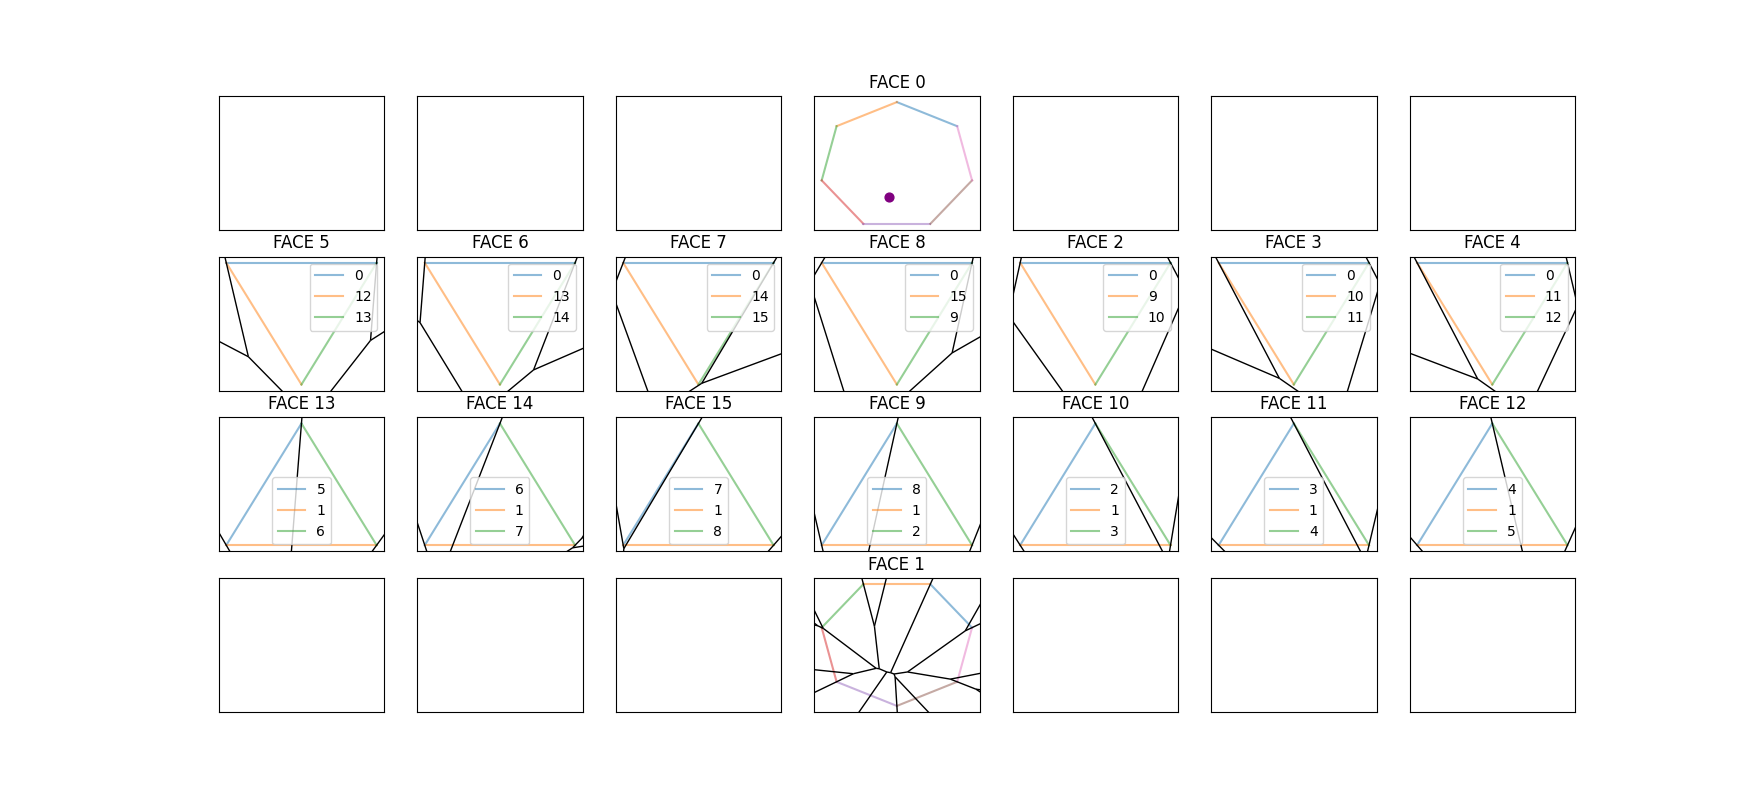 FACE 0
FACE 5 FACE 6 FACE 7 FACE 8 FACE 2 FACE 3 FACE 4
0 0 0 0 0 0 0
12 13 14 15 9 10 11
13 14 15 9 10 11 12
FACE 13 FACE 14 FACE 15 FACE 9 FACE 10 FACE 11 FACE 12
5 6 7 8 2 3 4
1 1 1 1 1 1 1
6 7 8 2 3 4 5
FACE 1